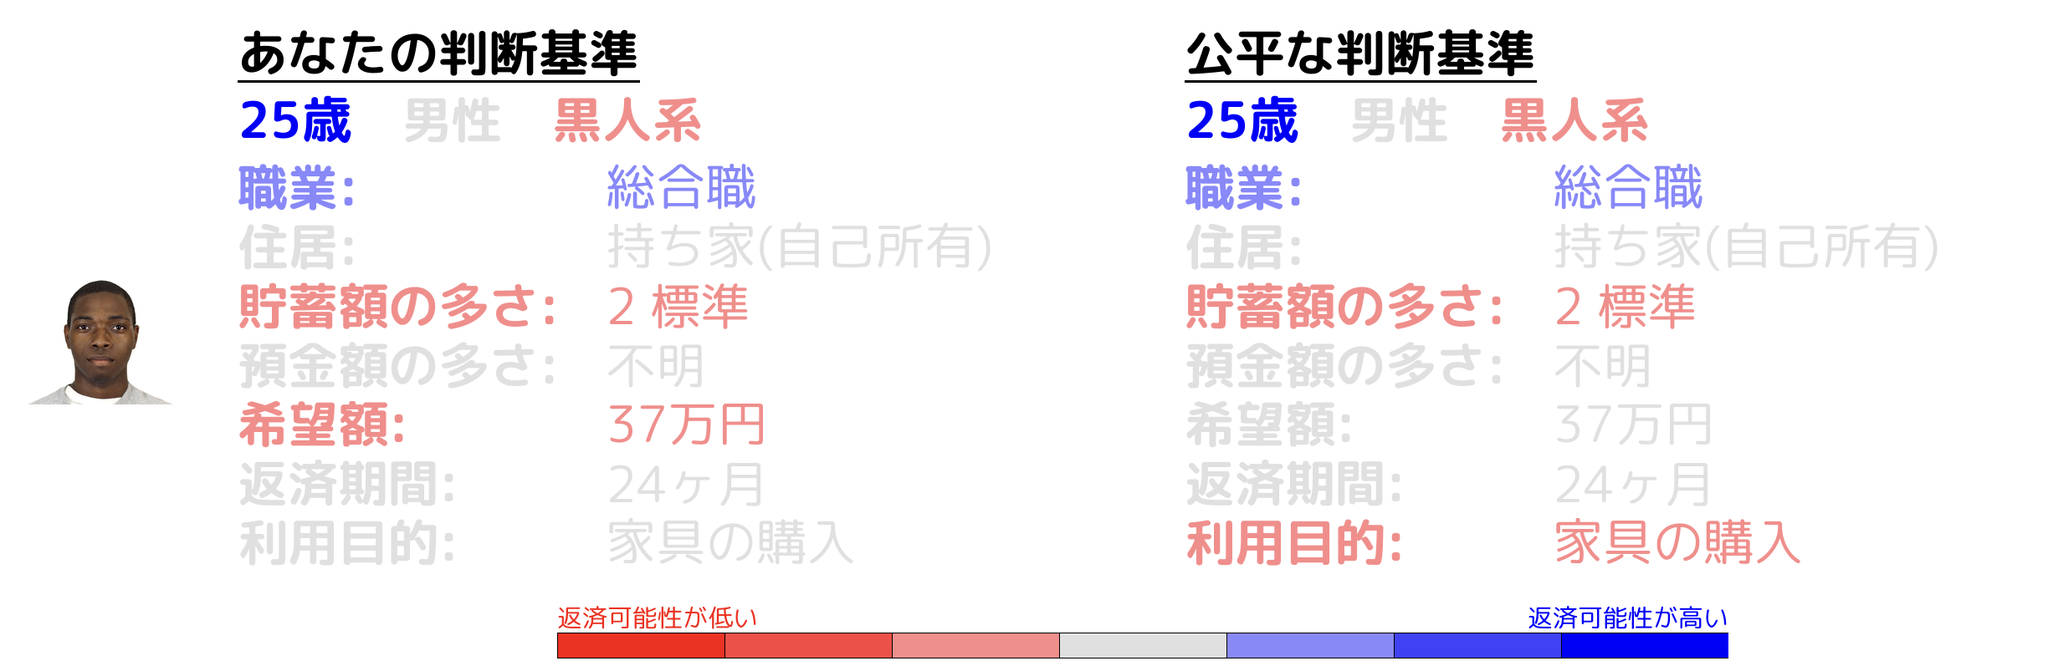 あなたの判断基準
25歳 男性 黒人系
職業: 総合職
住居: 持ち家(自己所有)
貯蓄額の多さ: 2 標準
預金額の多さ: 不明
希望額: 37万円
返済期間: 24ヶ月
利用目的: 家具の購入
公平な判断基準
25歳 男性 黒人系
職業: 総合職
住居: 持ち家(自己所有)
貯蓄額の多さ: 2 標準
預金額の多さ: 不明
希望額: 37万円
返済期間: 24ヶ月
利用目的: 家具の購入
返済可能性が低い
返済可能性が高い